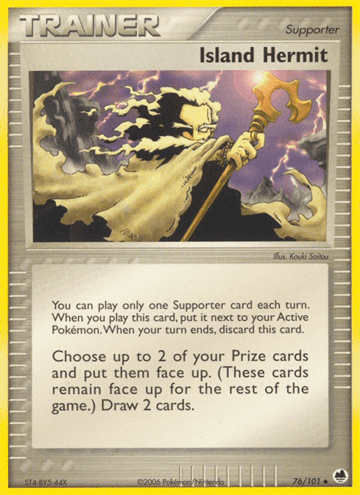 TRAINER
Supporter
Island Hermit
Illus. Kouki Saitou
You can play only one Supporter card each turn.
When you play this card, put it next to your Active
Pokémon. When your turn ends, discard this card.
Choose up to 2 of your Prize cards
and put them face up. (These cards
remain face up for the rest of the
game.) Draw 2 cards.
ST4-BYS-44X
©2006 Pokémon/Nintendo
76/101 ◆